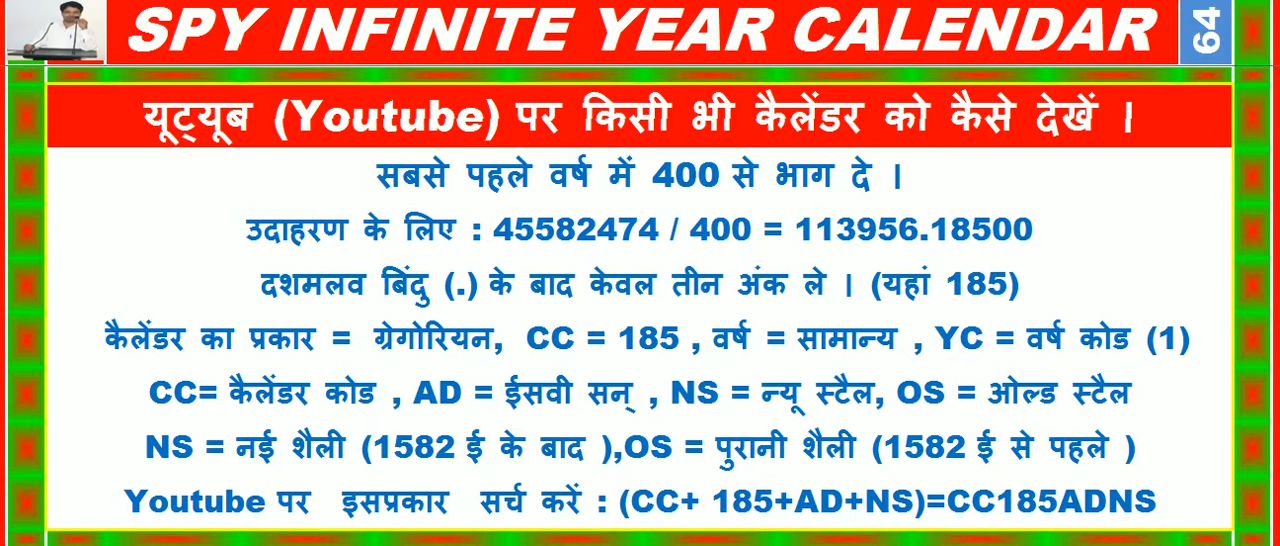 SPY INFINITE YEAR CALENDAR
64
यूट्यूब (Youtube) पर किसी भी कैलेंडर को कैसे देखें ।
सबसे पहले वर्ष में 400 से भाग दे ।
उदाहरण के लिए : 45582474 / 400 = 113956.18500
दशमलव बिंदु (.) के बाद केवल तीन अंक ले । (यहां 185)
कैलेंडर का प्रकार = ग्रेगोरियन, CC = 185 , वर्ष = सामान्य , YC = वर्ष कोड (1)
CC= कैलेंडर कोड , AD = ईसवी सन् , NS = न्यू स्टैल, OS = ओल्ड स्टैल
NS = नई शैली (1582 ई के बाद ),OS = पुरानी शैली (1582 ई से पहले )
Youtube पर इसप्रकार सर्च करें : (CC+ 185+AD+NS)=CC185ADNS